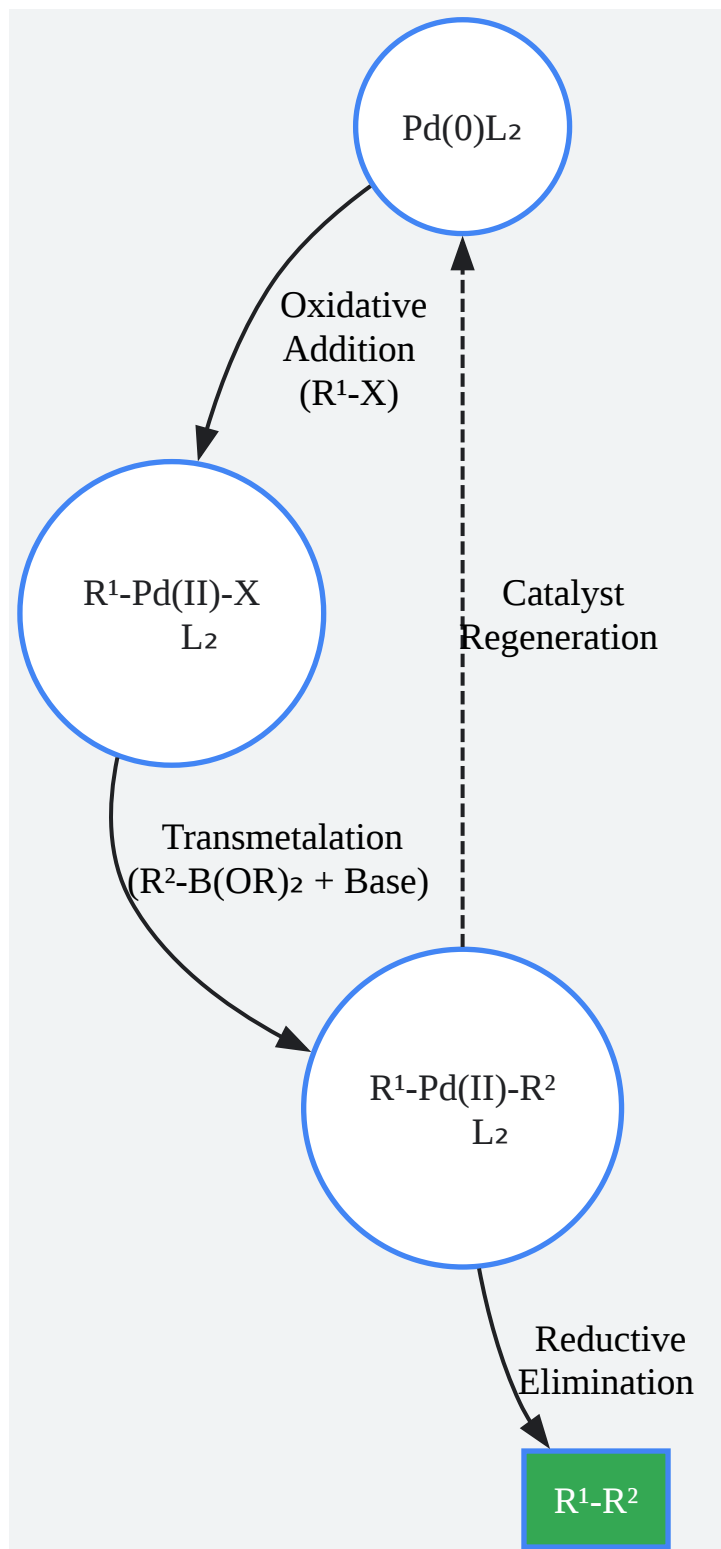 Pd(0)L₂
Oxidative
Addition
(R¹-X)
R¹-Pd(II)-X
L₂
Catalyst
Regeneration
Transmetalation
(R²-B(OR)₂ + Base)
R¹-Pd(II)-R²
L₂
Reductive
Elimination
R¹-R²